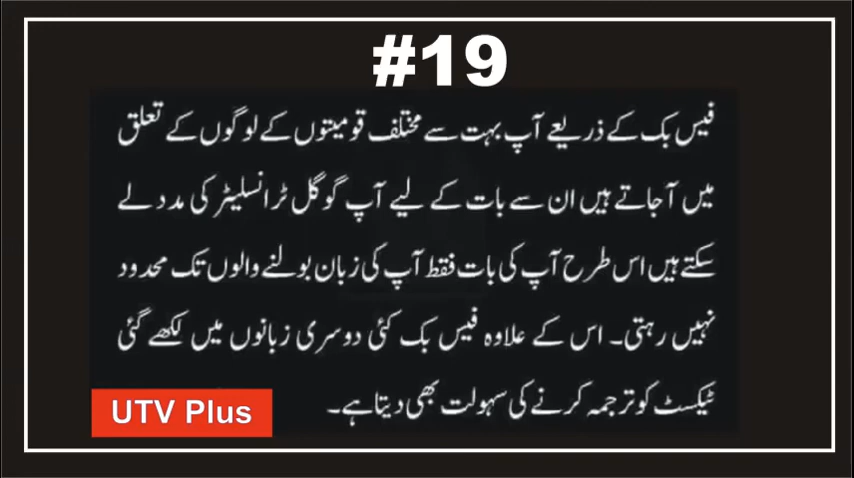 #19
فیس بک کے ذریعے آپ بہت سے مختلف قومیتوں کے لوگوں کے تعلق
میں آجاتے ہیں ان سے بات کے لیے آپ گوگل ٹرانسلیٹر کی مدد لے
سکتے ہیں اس طرح آپ کی بات فقط آپ کی زبان بولنے والوں تک محدود
نہیں رہتی۔ اس کے علاوہ فیس بک کئی دوسری زبانوں میں لکھے گئی
ٹیکسٹ کو ترجمہ کرنے کی سہولت بھی دیتا ہے۔
UTV Plus